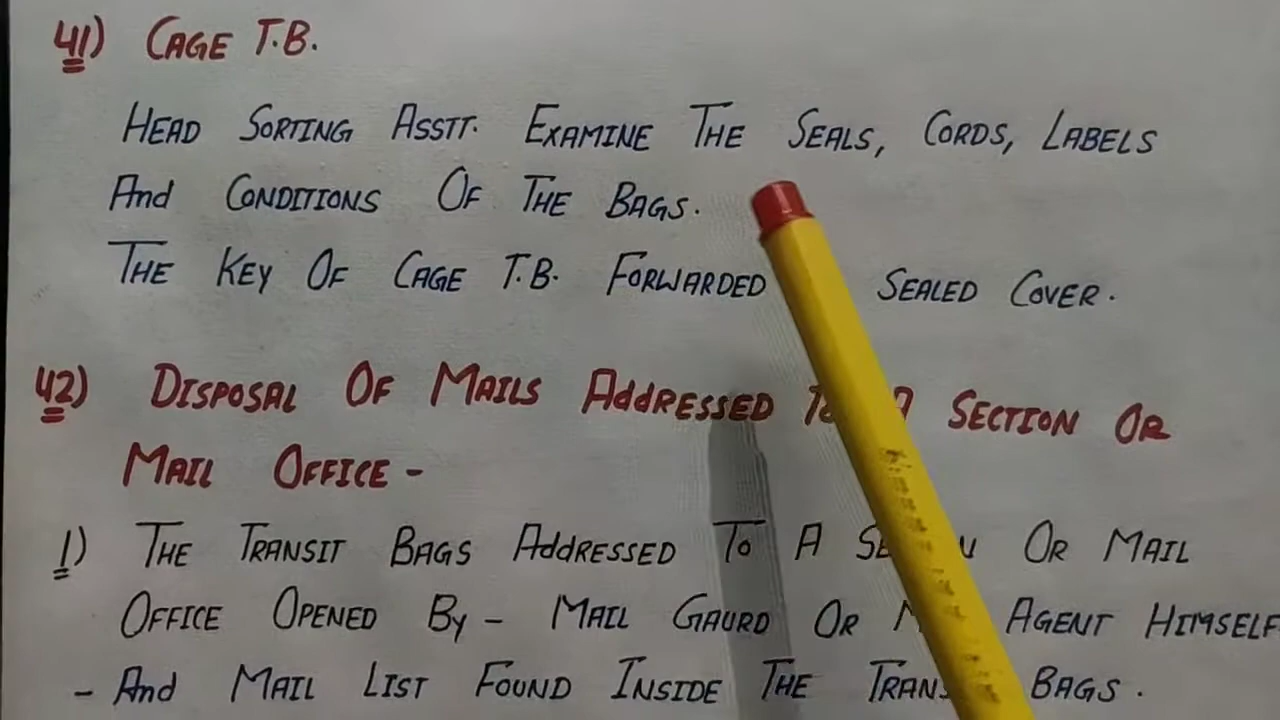 41) CAGE T.B.
HEAD SORTING ASSTT. EXAMINE THE SEALS, CORDS, LABELS
And CONDITIONS OF THE BAGS.
THE KEY OF CAGE T.B. FORWARDED SEALED COVER.
42) DISPOSAL OF MAILS AddRESSED To A SECTION OR
MAIL OFFICE -
1) THE TRANSIT BAGS AddRESSED To A OR MAIL
OFFICE OPENED By - MAIL GAURD OR AGENT HIMSELF
- And MAIL LIST FOUND INSIDE THE BAGS.